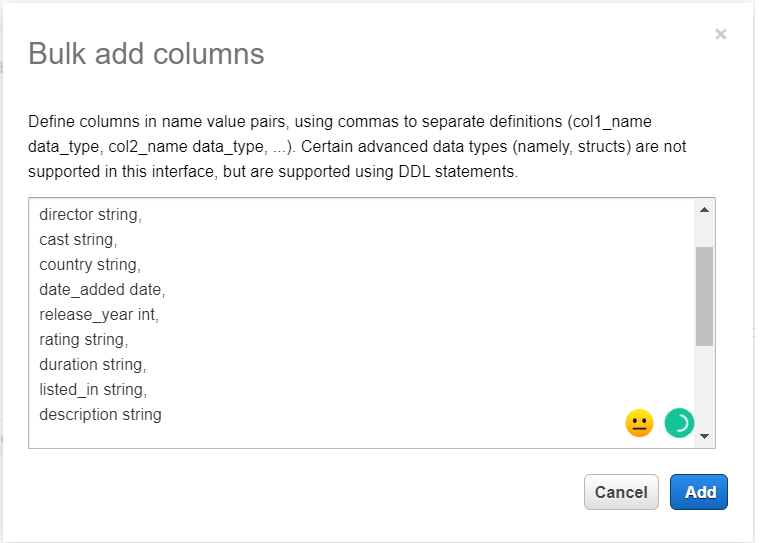 Bulk add columns
×
Define columns in name value pairs, using commas to separate definitions (col1_name
data_type, col2_name data_type, ...). Certain advanced data types (namely, structs) are not
supported in this interface, but are supported using DDL statements.
director string,
cast string,
country string,
date_added date,
release_year int,
rating string,
duration string,
listed_in string,
description string
Cancel
Add